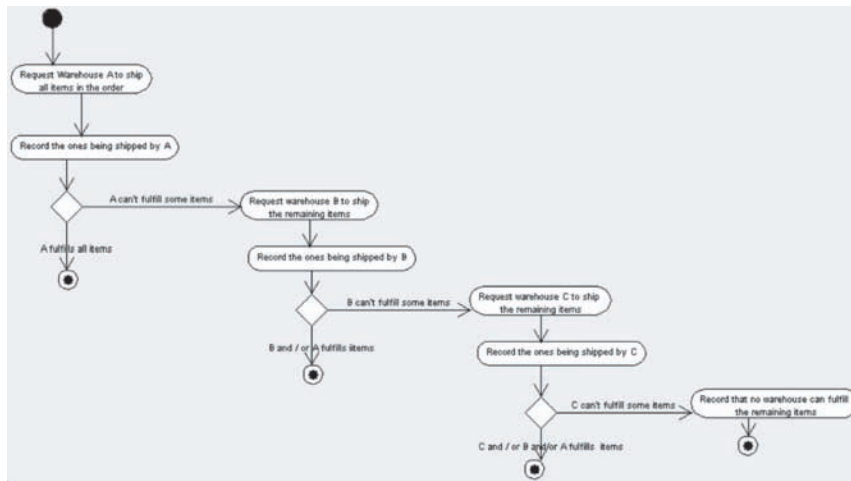 Request Warehouse A to ship
all items in the order
Record the ones being shipped by A
A can't fulfill some items
Request warehouse B to ship
the remaining items
A fulfills all items
Record the ones being shipped by B
B can't fulfill some items
Request warehouse C to ship
the remaining items
B and / or A fulfills iitems
Record the ones being shipped by C
C can't fulfill some items
Record that no warehouse can fulfill
the remaining items
C and / or B and/or A fulfills items